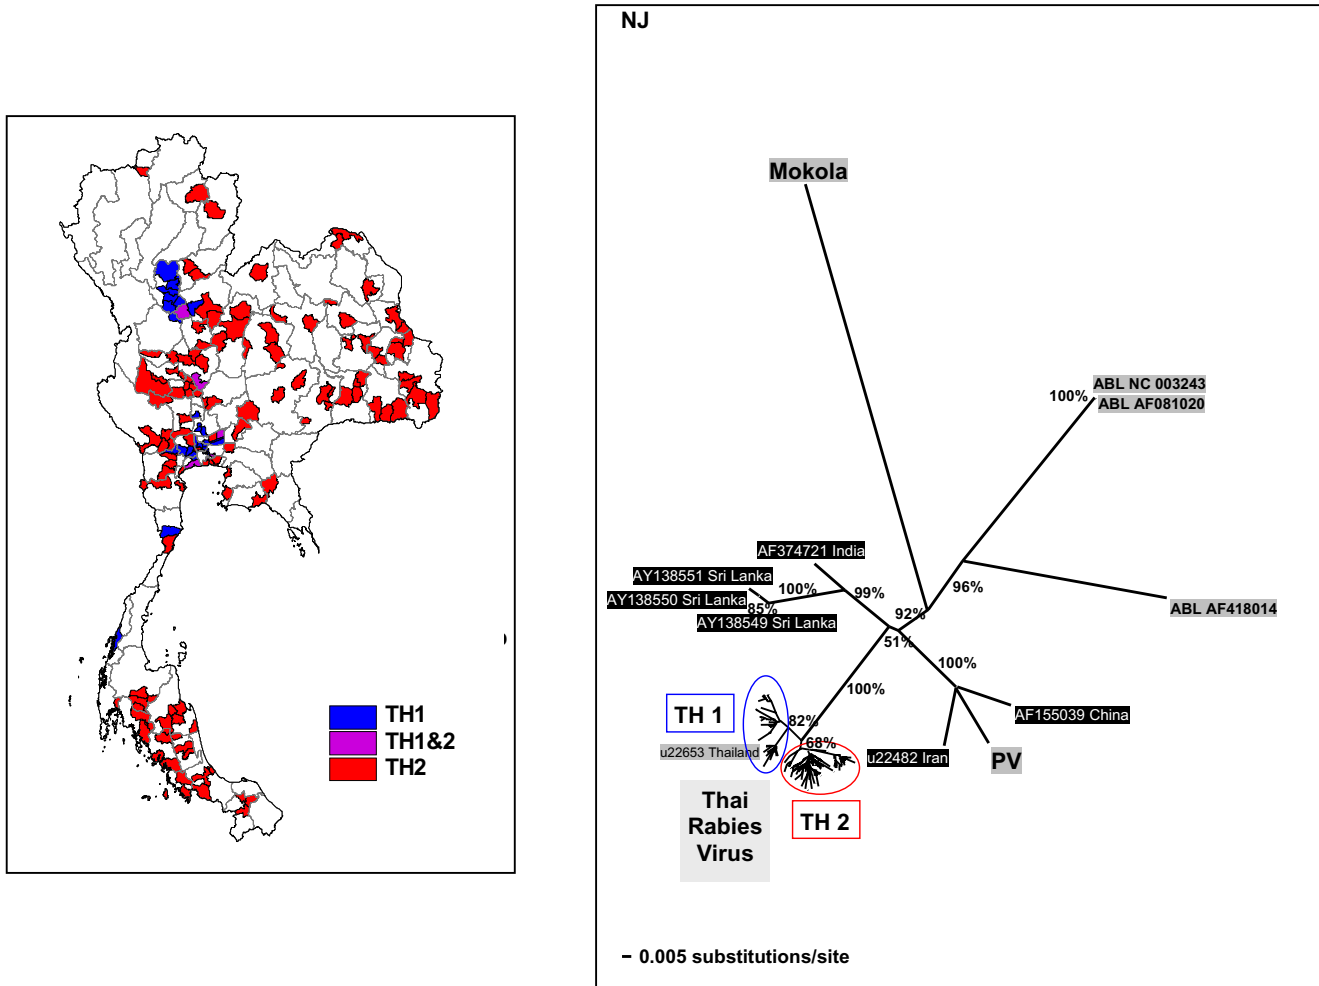 TH1
TH1&2
TH2
NJ
Mokola
100%
ABL NC 003243
ABL AF081020
AF374721 India
AY138551 Sri Lanka
100%
99%
96%
AY138550 Sri Lanka
85%
92%
ABL AF418014
AY138549 Sri Lanka
51%
100%
100%
TH 1
82%
AF155039 China
68%
u22653 Thailand
u22482 Iran
PV
Thai
Rabies
Virus
TH 2
0.005 substitutions/site